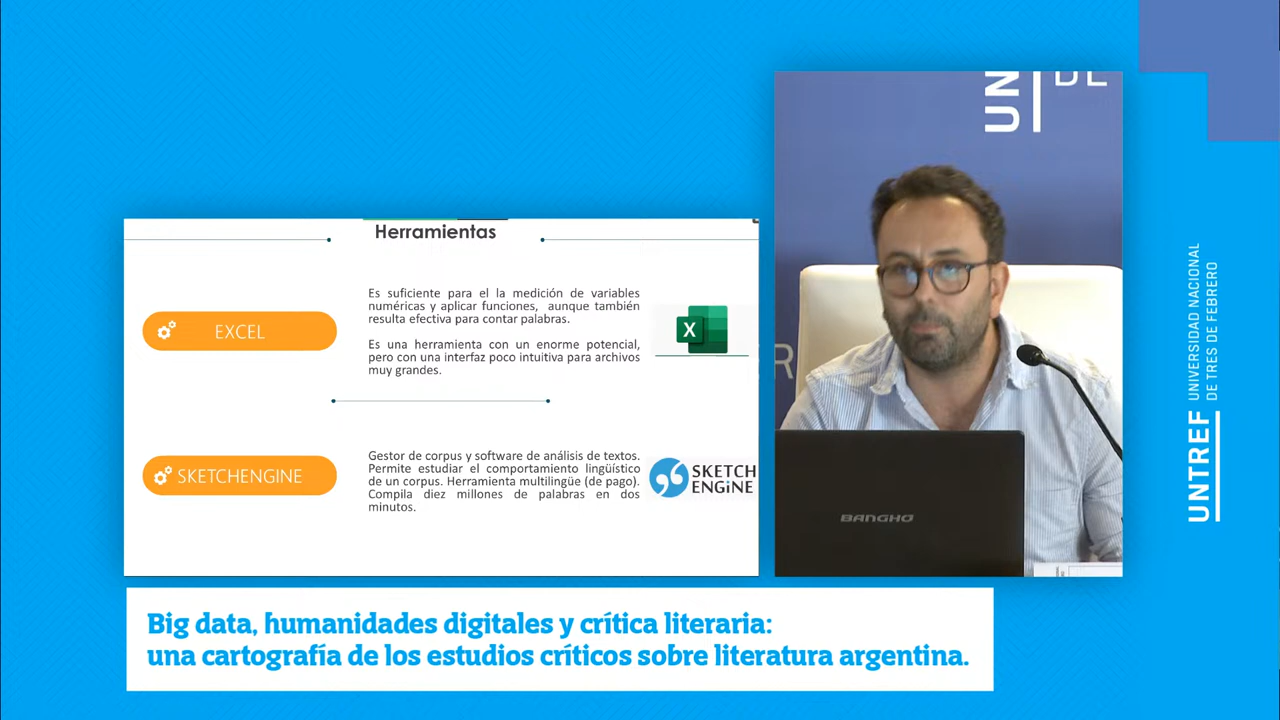 Herramientas
EXCEL
Es suficiente para el la medición de variables
numéricas y aplicar funciones, aunque también
resulta efectiva para contar palabras.
Es una herramienta con un enorme potencial,
pero con una interfaz poco intuitiva para archivos
muy grandes.
X
SKETCHENGINE
Gestor de corpus y software de análisis de textos.
Permite estudiar el comportamiento lingüístico
de un corpus. Herramienta multilingüe (de pago).
Compila diez millones de palabras en dos
minutos.
SKETCH
ENGINE
UN
DE
R
BANGHO
UNTREF
UNIVERSIDAD NACIONAL
DE TRES DE FEBRERO
Big data, humanidades digitales y crítica literaria:
una cartografía de los estudios críticos sobre literatura argentina.